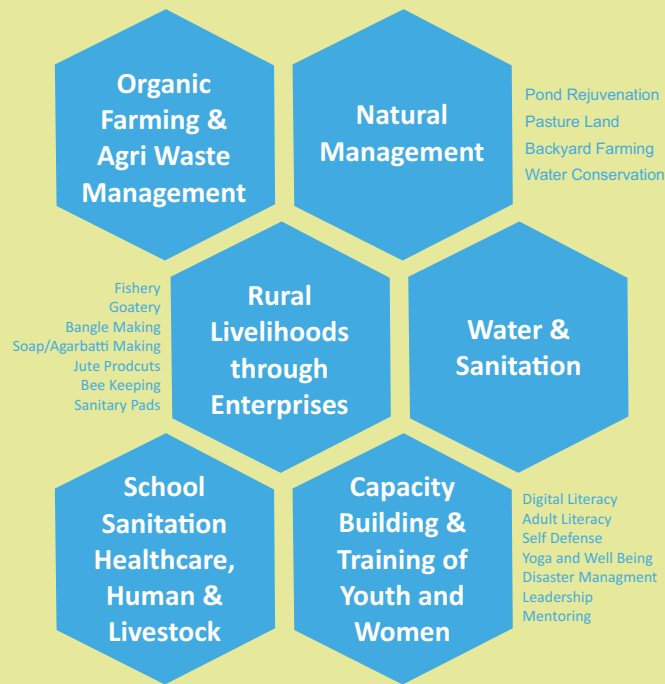 Organic
Farming &
Agri Waste
Management
Natural
Management
Pond Rejuvenation
Pasture Land
Backyard Farming
Water Conservation
Fishery
Goatery
Bangle Making
Soap/Agarbatti Making
Jute Prodcuts
Bee Keeping
Sanitary Pads
Rural
Livelihoods
through
Enterprises
Water &
Sanitation
School
Sanitation
Healthcare,
Human &
Livestock
Capacity
Building &
Training of
Youth and
Women
Digital Literacy
Adult Literacy
Self Defense
Yoga and Well Being
Disaster Managment
Leadership
Mentoring